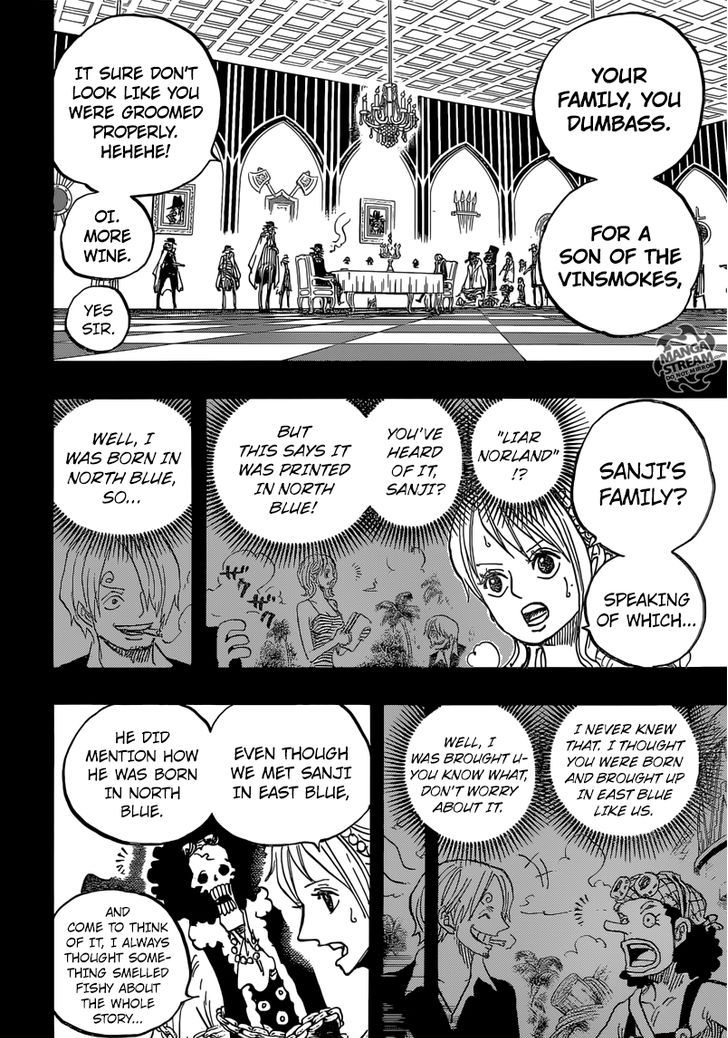 YOUR
FAMILY, YOU
DUMBASS.
FOR A
SON OF THE
VINSMOKES,
IT SURE DON'T
LOOK LIKE YOU
WERE GROOMED
PROPERLY.
HEHEHE!
OI.
MORE
WINE.
YES
SIR.
MANGA
STREAM
DO NOT MIRROR
SANJI'S
FAMILY?
SPEAKING
OF WHICH...
"LIAR
NORLAND"
!?
YOU'VE
HEARD
OF IT,
SANJI?
BUT
THIS SAYS IT
WAS PRINTED
IN NORTH
BLUE!
WELL, I
WAS BORN IN
NORTH BLUE,
SO...
I NEVER KNEW
THAT. I THOUGHT
YOU WERE BORN
AND BROUGHT UP
IN EAST BLUE
LIKE US.
WELL, I
WAS BROUGHT U-
YOU KNOW WHAT,
DON'T WORRY
ABOUT IT.
EVEN THOUGH
WE MET SANJI
IN EAST BLUE,
HE DID
MENTION HOW
HE WAS BORN
IN NORTH
BLUE.
AND
COME TO THINK
OF IT, I ALWAYS
THOUGHT SOME-
THING SMELLED
FISHY ABOUT
THE WHOLE
STORY...